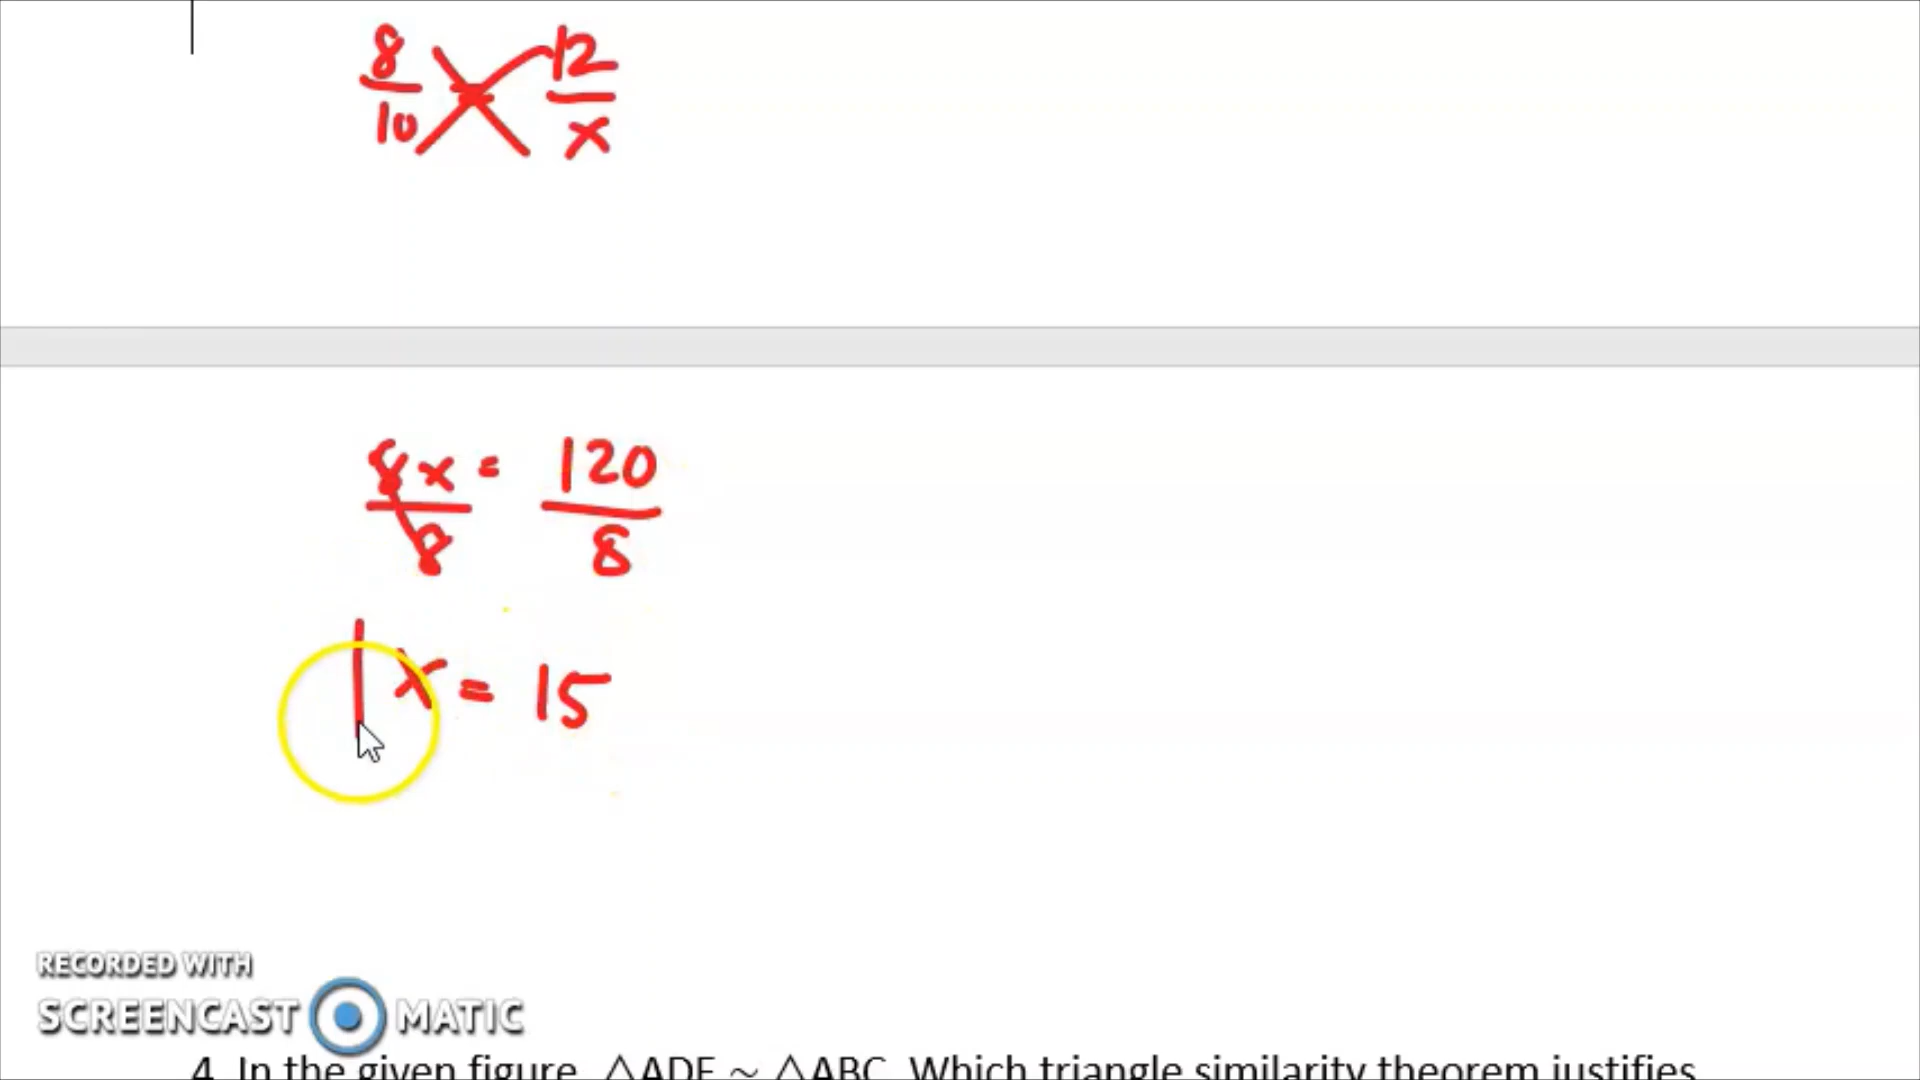 8/10 = 12/x
8x/8 = 120/8
x = 15
RECORDED WITH
SCREENCAST MATIC
4. In the given figure, △ADE ~ △ABC. Which triangle similarity theorem justifies